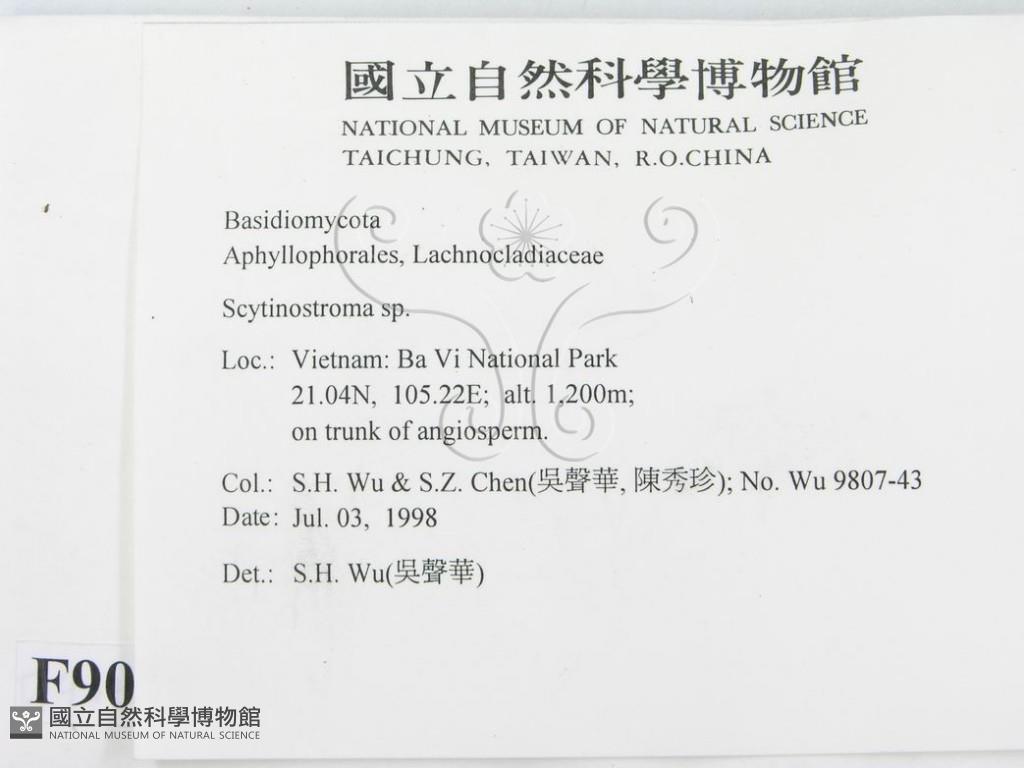 國立自然科學博物館
NATIONAL MUSEUM OF NATURAL SCIENCE
TAICHUNG, TAIWAN, R.O.CHINA
Basidiomycota
Aphyllophorales, Lachnocladiaceae
Scytinostroma sp.
Loc.: Vietnam: Ba Vi National Park
21.04N, 105.22E; alt. 1,200m;
on trunk of angiosperm.
Col.: S.H. Wu & S.Z. Chen(吳聲華, 陳秀珍); No. Wu 9807-43
Date: Jul. 03, 1998
Det.: S.H. Wu(吳聲華)
F90
國立自然科學博物館
NATIONAL MUSEUM OF NATURAL SCIENCE